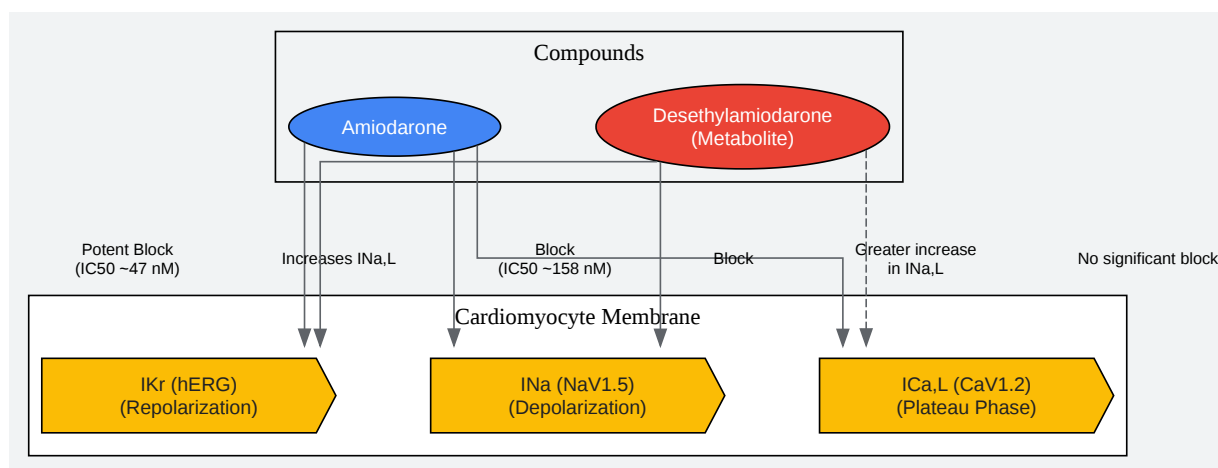 Compounds
Amiodarone
Desethylamiodarone
(Metabolite)
Potent Block
(IC50 ~47 nM)
Increases INa,L
Block
(IC50 ~158 nM)
Block
Greater increase
in INa,L
No significant block
Cardiomyocyte Membrane
IKr (hERG)
(Repolarization)
INa (NaV1.5)
(Depolarization)
ICa,L (CaV1.2)
(Plateau Phase)